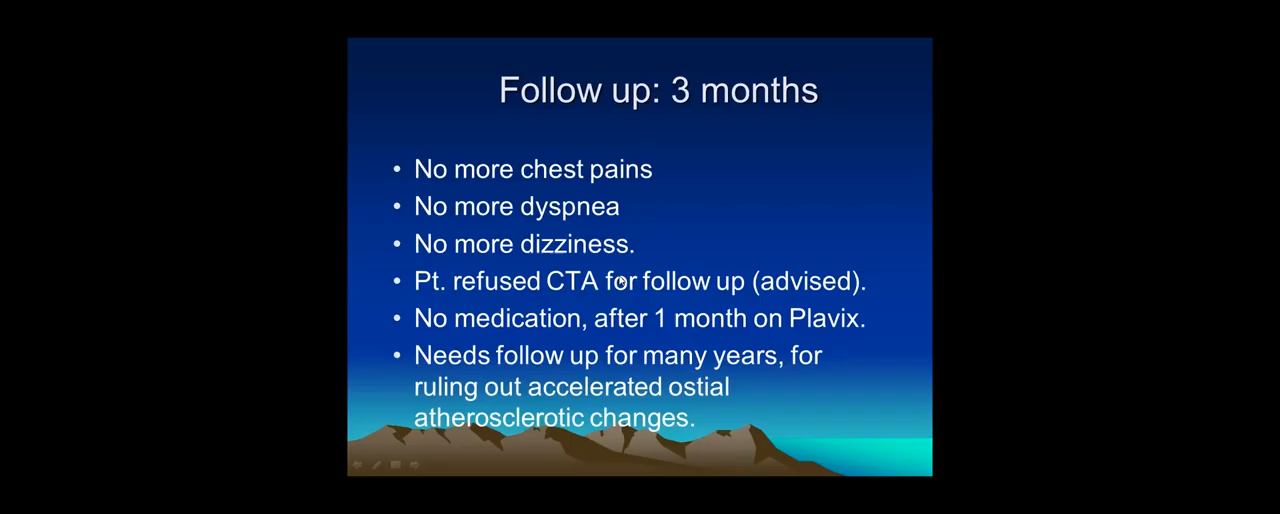 Follow up: 3 months
• No more chest pains
• No more dyspnea
• No more dizziness.
• Pt. refused CTA for follow up (advised).
• No medication, after 1 month on Plavix.
• Needs follow up for many years, for
ruling out accelerated ostial
atherosclerotic changes.